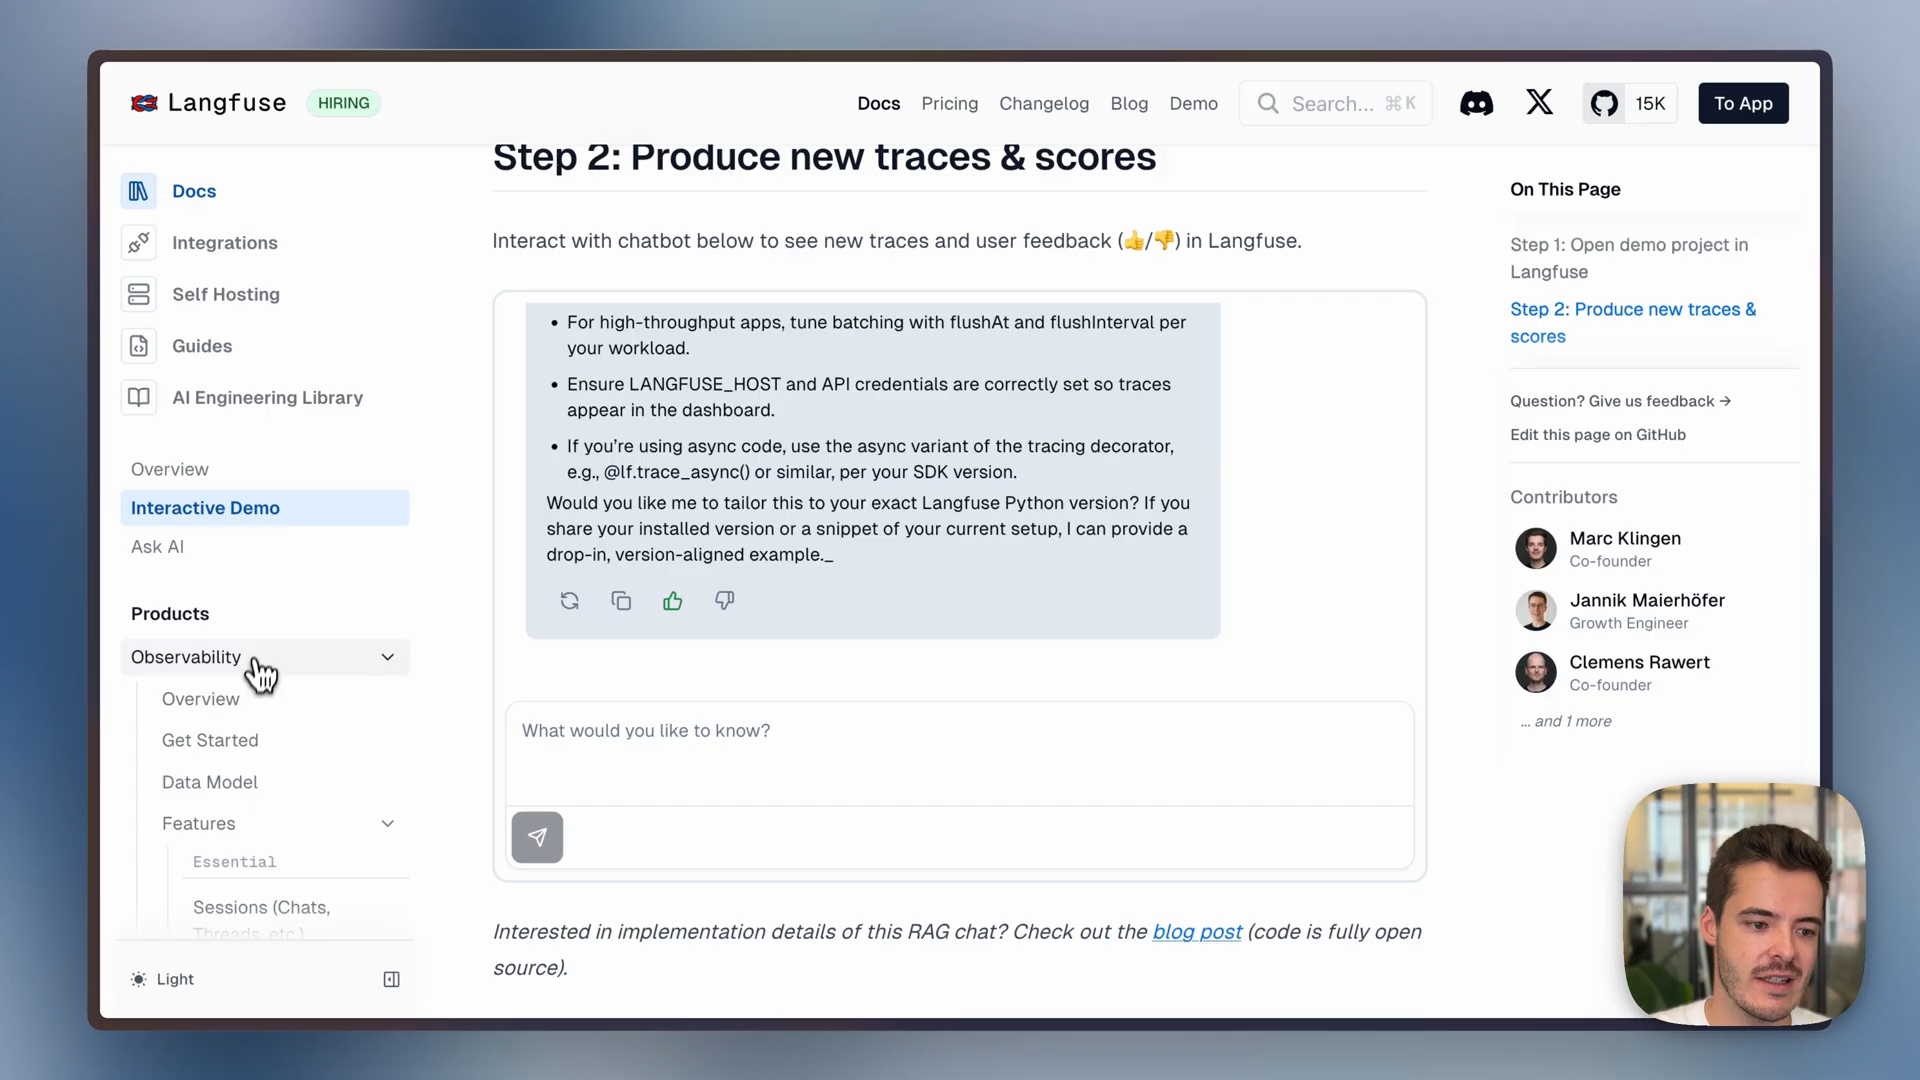 Langfuse
HIRING
Docs
Pricing
Changelog
Blog
Demo
Search... ⌘K
15K
To App
Docs
Integrations
Self Hosting
Guides
AI Engineering Library
Overview
Interactive Demo
Ask AI
Products
Observability
Overview
Get Started
Data Model
Features
Essential
Sessions (Chats,
Threads, etc.)
Light
Step 2: Produce new traces & scores
Interact with chatbot below to see new traces and user feedback (👍/👎) in Langfuse.
• For high-throughput apps, tune batching with flushAt and flushInterval per
your workload.
• Ensure LANGFUSE_HOST and API credentials are correctly set so traces
appear in the dashboard.
• If you’re using async code, use the async variant of the tracing decorator,
e.g., @lf.trace_async() or similar, per your SDK version.
Would you like me to tailor this to your exact Langfuse Python version? If you
share your installed version or a snippet of your current setup, I can provide a
drop-in, version-aligned example._
What would you like to know?
Interested in implementation details of this RAG chat? Check out the blog post (code is fully open
source).
On This Page
Step 1: Open demo project in
Langfuse
Step 2: Produce new traces &
scores
Question? Give us feedback →
Edit this page on GitHub
Contributors
Marc Klingen
Co-founder
Jannik Maierhöfer
Growth Engineer
Clemens Rawert
Co-founder
... and 1 more